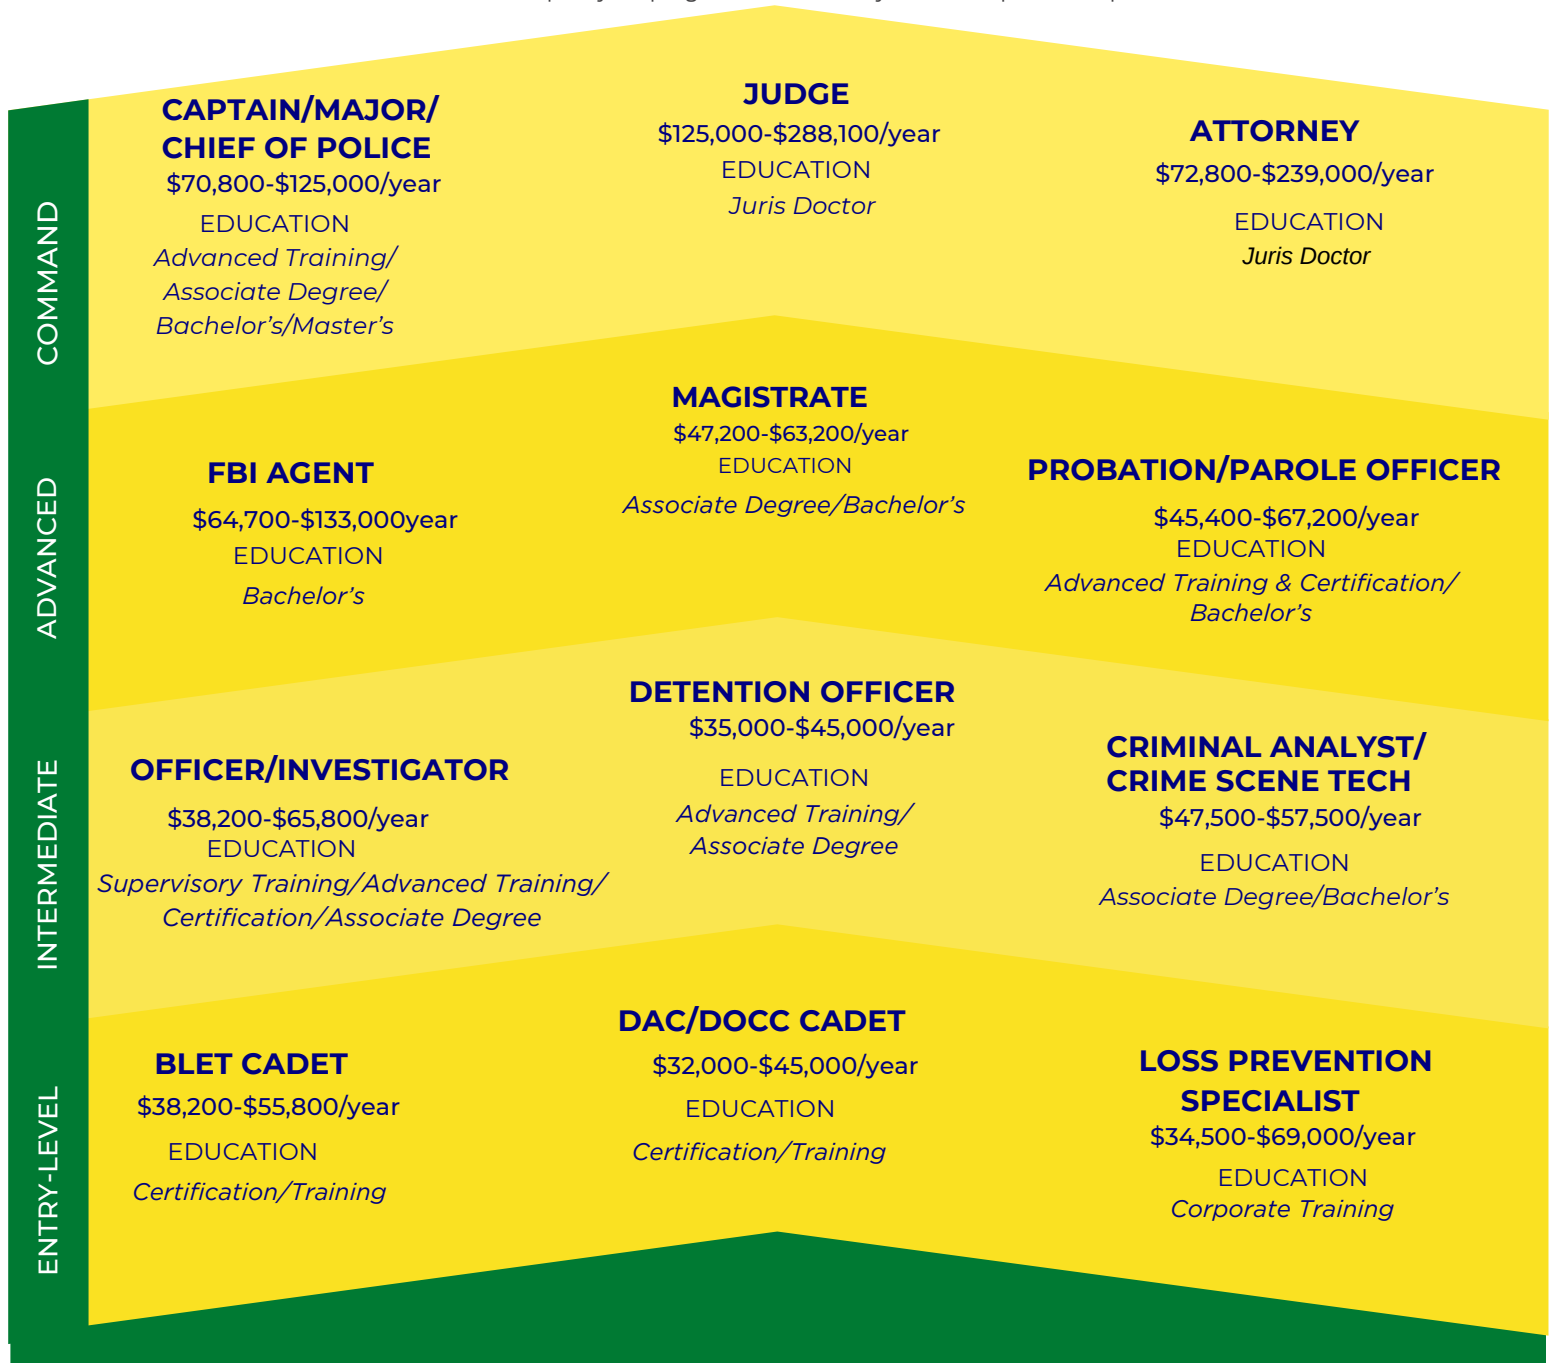 COMMAND
CAPTAIN/MAJOR/
CHIEF OF POLICE
$70,800-$125,000/year
EDUCATION
Advanced Training/
Associate Degree/
Bachelor's/Master's
JUDGE
$125,000-$288,100/year
EDUCATION
Juris Doctor
ATTORNEY
$72,800-$239,000/year
EDUCATION
Juris Doctor
ADVANCED
FBI AGENT
$64,700-$133,000year
EDUCATION
Bachelor's
MAGISTRATE
$47,200-$63,200/year
EDUCATION
Associate Degree/Bachelor's
PROBATION/PAROLE OFFICER
$45,400-$67,200/year
EDUCATION
Advanced Training & Certification/
Bachelor's
INTERMEDIATE
OFFICER/INVESTIGATOR
$38,200-$65,800/year
EDUCATION
Supervisory Training/Advanced Training/
Certification/Associate Degree
DETENTION OFFICER
$35,000-$45,000/year
EDUCATION
Advanced Training/
Associate Degree
CRIMINAL ANALYST/
CRIME SCENE TECH
$47,500-$57,500/year
EDUCATION
Associate Degree/Bachelor's
ENTRY-LEVEL
BLET CADET
$38,200-$55,800/year
EDUCATION
Certification/Training
DAC/DOCC CADET
$32,000-$45,000/year
EDUCATION
Certification/Training
LOSS PREVENTION
SPECIALIST
$34,500-$69,000/year
EDUCATION
Corporate Training